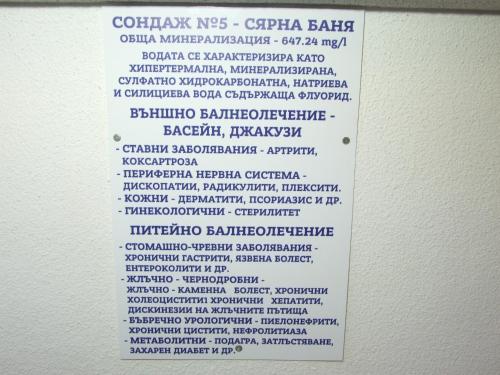 СОНДАЖ №5 - СЯРНА БАНЯ
ОБЩА МИНЕРАЛИЗАЦИЯ - 647.24 mg/l
ВОДАТА СЕ ХАРАКТЕРИЗИРА КАТО
ХИПЕРТЕРМАЛНА, МИНЕРАЛИЗИРАНА,
СУЛФАТНО ХИДРОКАРБОНАТНА, НАТРИЕВА
И СИЛИЦИЕВА ВОДА СЪДЪРЖАЩА ФЛУОРИД.
ВЪНШНО БАЛНЕОЛЕЧЕНИЕ -
БАСЕЙН, ДЖАКУЗИ
- СТАВНИ ЗАБОЛЯВАНИЯ - АРТРИТИ,
КОКСАРТРОЗА
- ПЕРИФЕРНА НЕРВНА СИСТЕМА -
ДИСКОПАТИИ, РАДИКУЛИТИ, ПЛЕКСИТИ.
- КОЖНИ - ДЕРМАТИТИ, ПСОРИАЗИС И ДР.
- ГИНЕКОЛОГИЧНИ - СТЕРИЛИТЕТ
ПИТЕЙНО БАЛНЕОЛЕЧЕНИЕ
- СТОМАШНО-ЧРЕВНИ ЗАБОЛЯВАНИЯ -
ХРОНИЧНИ ГАСТРИТИ, ЯЗВЕНА БОЛЕСТ,
ЕНТЕРОКОЛИТИ И ДР.
- ЖЛЪЧНО - ЧЕРНОДРОБНИ -
ЖЛЪЧНО - КАМЕННА БОЛЕСТ, ХРОНИЧНИ
ХОЛЕОЦИСТИТИ1 ХРОНИЧНИ ХЕПАТИТИ,
ДИСКИНЕЗИИ НА ЖЛЪЧНИТЕ ПЪТИЩА
- БЪБРЕЧНО УРОЛОГИЧНИ - ПИЕЛОНЕФРИТИ,
ХРОНИЧНИ ЦИСТИТИ, НЕФРОЛИТИАЗА
- МЕТАБОЛИТНИ - ПОДАГРА, ЗАТЛЪСТЯВАНЕ,
ЗАХАРЕН ДИАБЕТ И ДР.